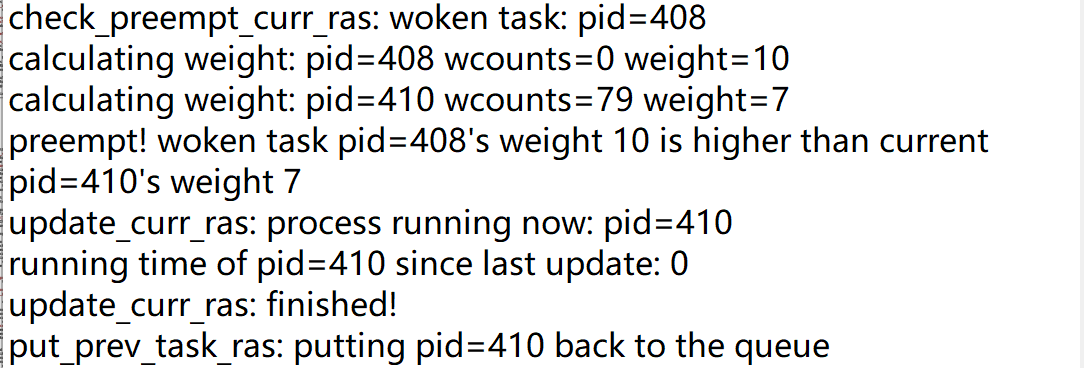 check_preempt_curr_ras: woken task: pid=408
calculating weight: pid=408 wcounts=0 weight=10
calculating weight: pid=410 wcounts=79 weight=7
preempt! woken task pid=408's weight 10 is higher than current
pid=410's weight 7
update_curr_ras: process running now: pid=410
running time of pid=410 since last update: 0
update_curr_ras: finished!
put_prev_task_ras: putting pid=410 back to the queue